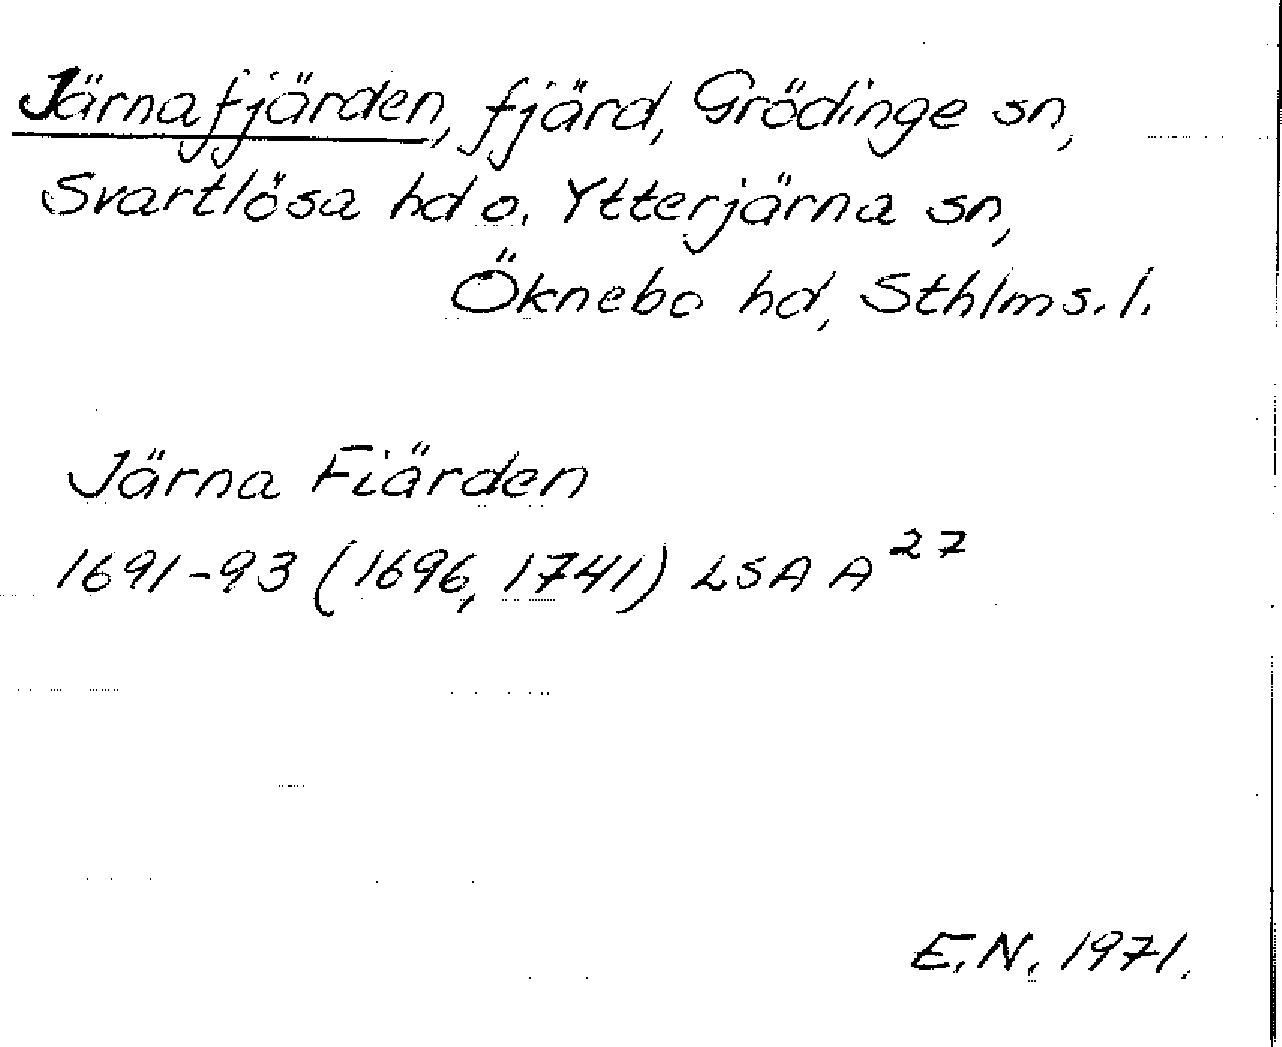 Järnafjärden, fjärd, Grödinge sn,
Svartlösa hd o. Ytterjärna sn,
Öknebo hd, Sthlms. l.
Järna Fiärden
1691-93 (1696, 1741) LSA A 27
E.N. 1971.